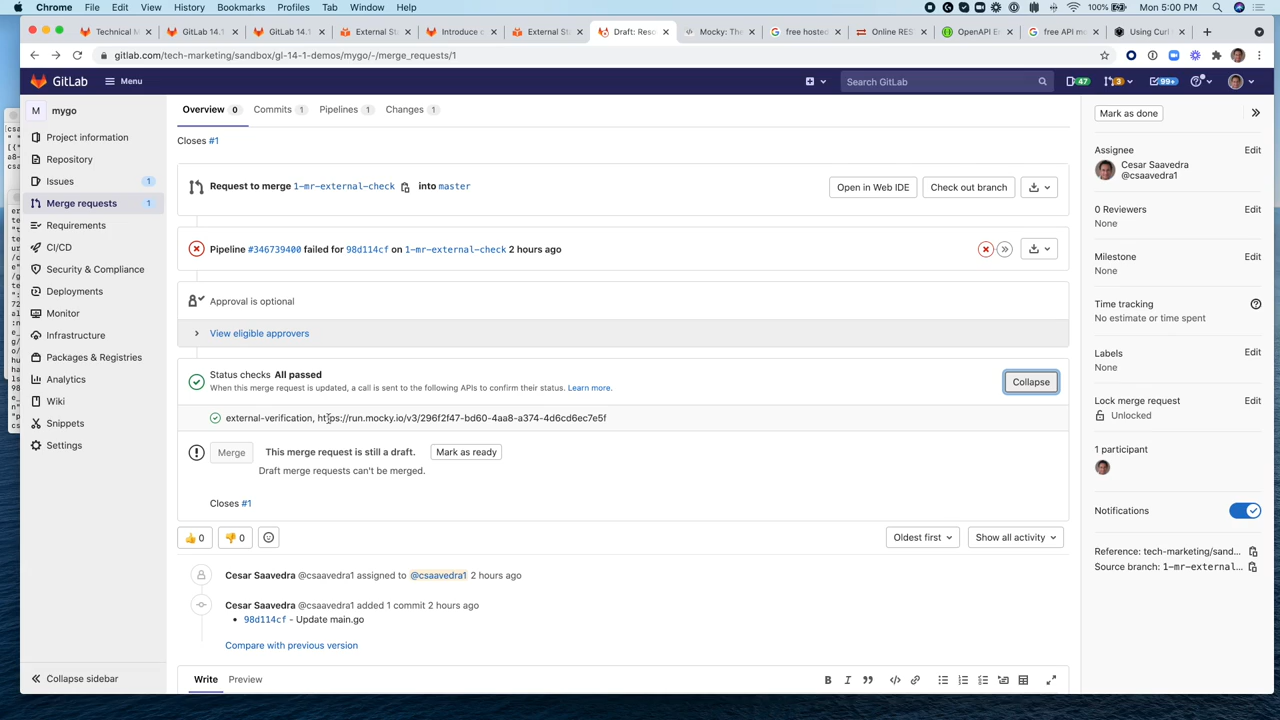 Chrome File Edit View History Bookmarks Profiles Tab Window Help 100% Mon 5:00 PM
Technical M GitLab 14.1 GitLab 14.1 External Sta Introduce c External Sta Draft: Reso Mocky: The free hosted Online RES OpenAPI En free API mo Using Curl
gitlab.com/tech-marketing/sandbox/gl-14-1-demos/mygo/-/merge_requests/1
GitLab Menu Search GitLab 47 3 99+
M mygo
Project information
Repository
Issues 1
Merge requests 1
Requirements
CI/CD
Security & Compliance
Deployments
Monitor
Infrastructure
Packages & Registries
Analytics
Wiki
Snippets
Settings
Collapse sidebar
Overview 0 Commits 1 Pipelines 1 Changes 1
Closes #1
Request to merge 1-mr-external-check into master
Open in Web IDE Check out branch
Pipeline #346739400 failed for 98d114cf on 1-mr-external-check 2 hours ago
Approval is optional
View eligible approvers
Status checks All passed
When this merge request is updated, a call is sent to the following APIs to confirm their status. Learn more.
Collapse
external-verification, https://run.mocky.io/v3/296f2f47-bd60-4aa8-a374-4d6cd6ec7e5f
Merge This merge request is still a draft. Mark as ready
Draft merge requests can't be merged.
Closes #1
0 0 Oldest first Show all activity
Cesar Saavedra @csaavedra1 assigned to @csaavedra1 2 hours ago
Cesar Saavedra @csaavedra1 added 1 commit 2 hours ago
98d114cf - Update main.go
Compare with previous version
Write Preview B I
Mark as done
Assignee Edit
Cesar Saavedra
@csaavedra1
0 Reviewers Edit
None
Milestone Edit
None
Time tracking
No estimate or time spent
Labels Edit
None
Lock merge request Edit
Unlocked
1 participant
Notifications
Reference: tech-marketing/sand...
Source branch: 1-mr-external...